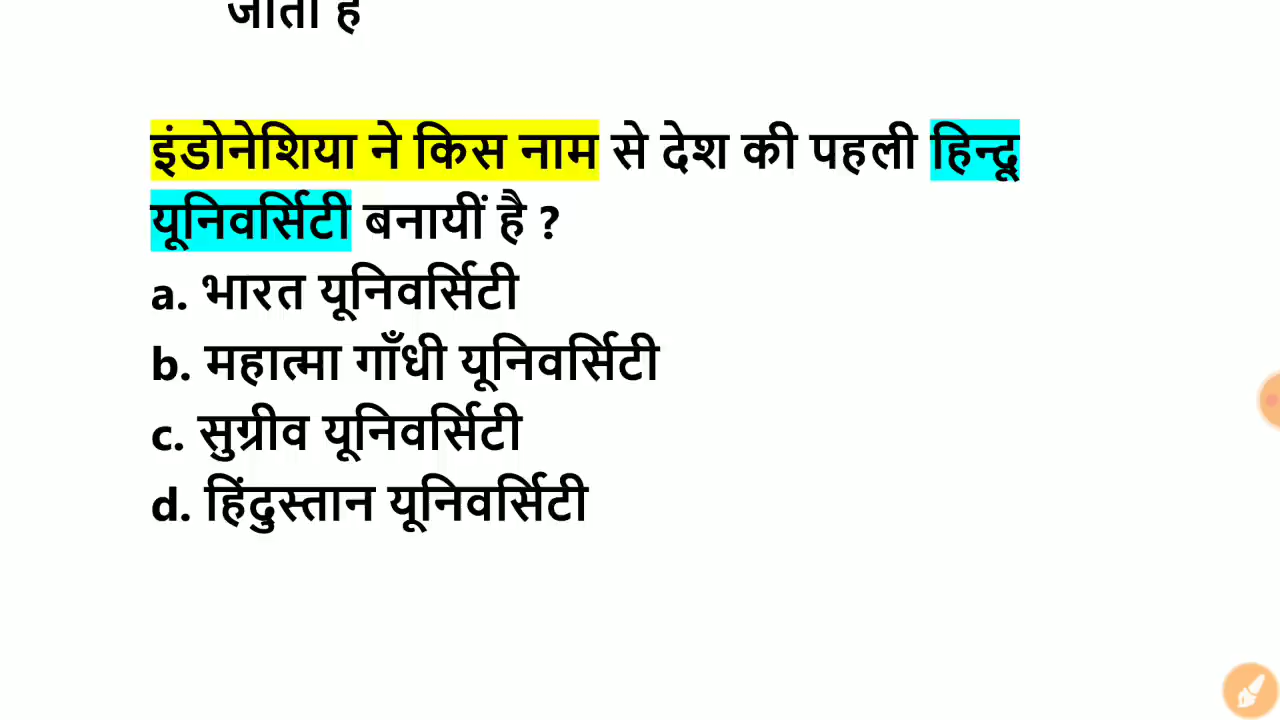 जाता है
इंडोनेशिया ने किस नाम से देश की पहली हिन्दू
यूनिवर्सिटी बनायीं है ?
a. भारत यूनिवर्सिटी
b. महात्मा गाँधी यूनिवर्सिटी
c. सुग्रीव यूनिवर्सिटी
d. हिंदुस्तान यूनिवर्सिटी